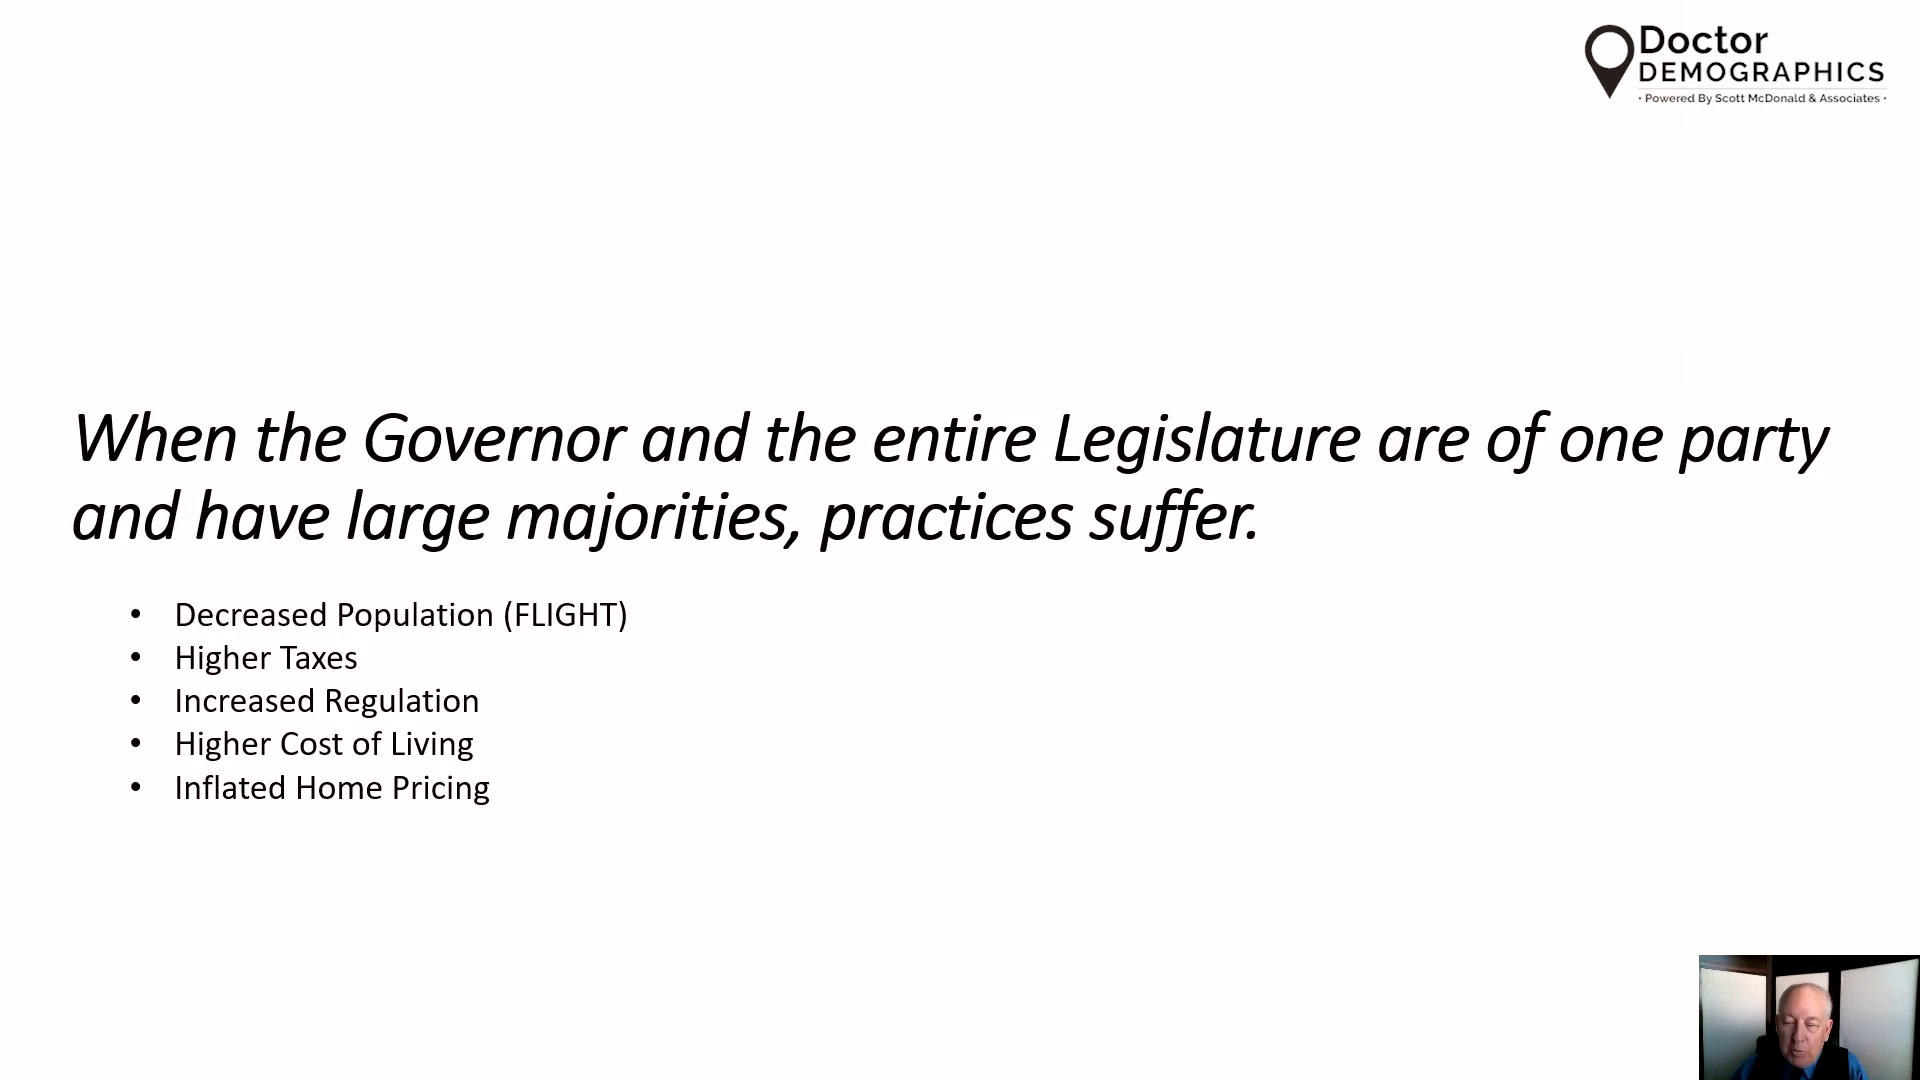 Doctor
DEMOGRAPHICS
• Powered By Scott McDonald & Associates •
When the Governor and the entire Legislature are of one party
and have large majorities, practices suffer.
• Decreased Population (FLIGHT)
• Higher Taxes
• Increased Regulation
• Higher Cost of Living
• Inflated Home Pricing